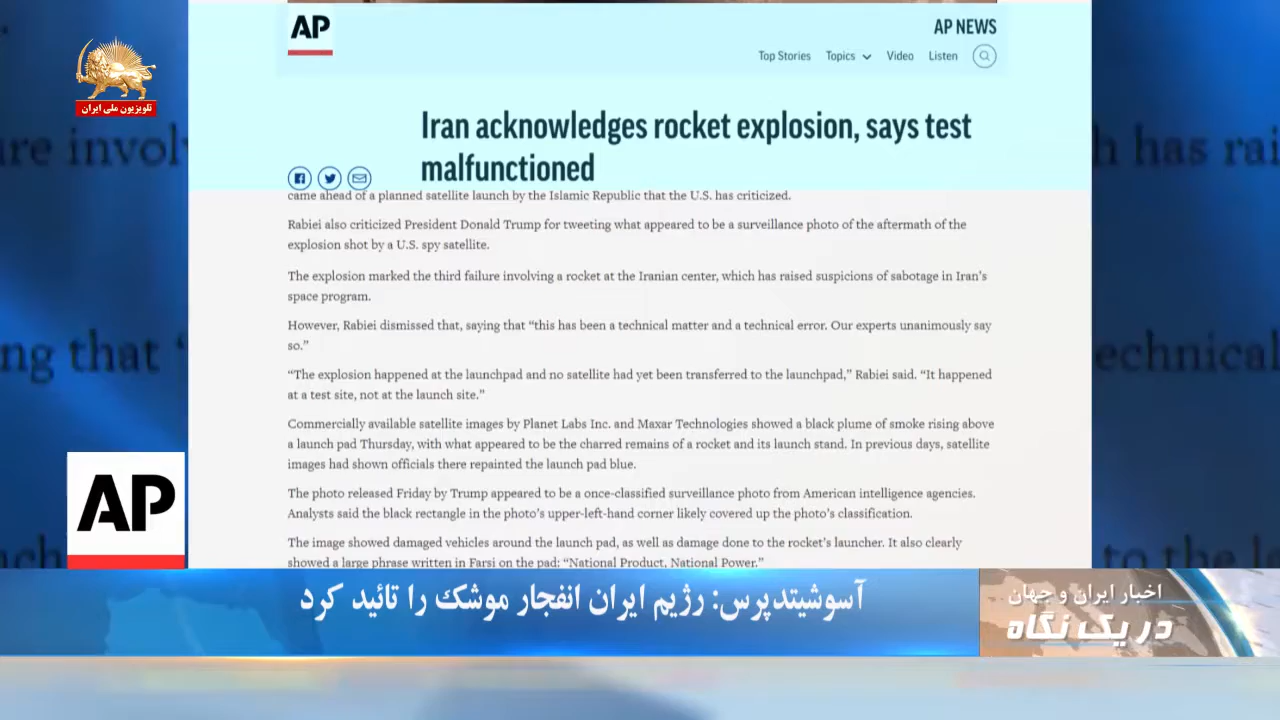 AP
AP NEWS
Top Stories Topics Video Listen
تلویزیون ملی ایران
Iran acknowledges rocket explosion, says test
malfunctioned
came ahead of a planned satellite launch by the Islamic Republic that the U.S. has criticized.
Rabiei also criticized President Donald Trump for tweeting what appeared to be a surveillance photo of the aftermath of the
explosion shot by a U.S. spy satellite.
The explosion marked the third failure involving a rocket at the Iranian center, which has raised suspicions of sabotage in Iran’s
space program.
However, Rabiei dismissed that, saying that “this has been a technical matter and a technical error. Our experts unanimously say
so.”
“The explosion happened at the launchpad and no satellite had yet been transferred to the launchpad,” Rabiei said. “It happened
at a test site, not at the launch site.”
Commercially available satellite images by Planet Labs Inc. and Maxar Technologies showed a black plume of smoke rising above
a launch pad Thursday, with what appeared to be the charred remains of a rocket and its launch stand. In previous days, satellite
images had shown officials there repainted the launch pad blue.
The photo released Friday by Trump appeared to be a once-classified surveillance photo from American intelligence agencies.
Analysts said the black rectangle in the photo’s upper-left-hand corner likely covered up the photo’s classification.
The image showed damaged vehicles around the launch pad, as well as damage done to the rocket’s launcher. It also clearly
showed a large phrase written in Farsi on the pad: “National Product, National Power.”
AP
آسوشیتدپرس: رژیم ایران انفجار موشک را تائید کرد
اخبار ایران و جهان
در یک نگاه